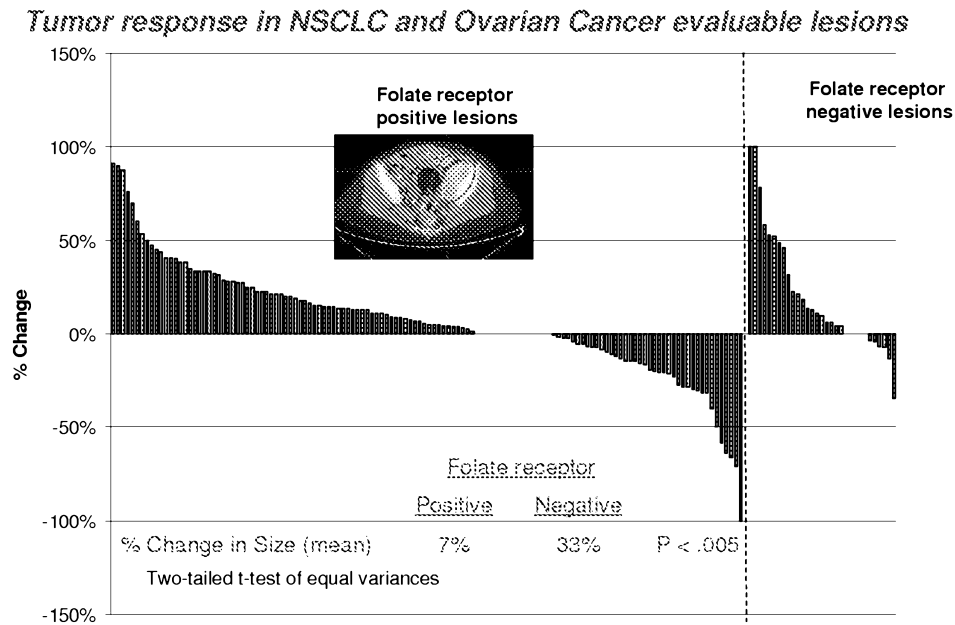 Tumor response in NSCLC and Ovarian Cancer evaluable lesions
150%
Folate receptor
positive lesions
Folate receptor
negative lesions
100%
50%
0%
% Change
-50%
Folate receptor
Positive Negative
-100%
% Change in Size (mean) 7% 33% P < .005
Two-tailed t-test of equal variances
-150%